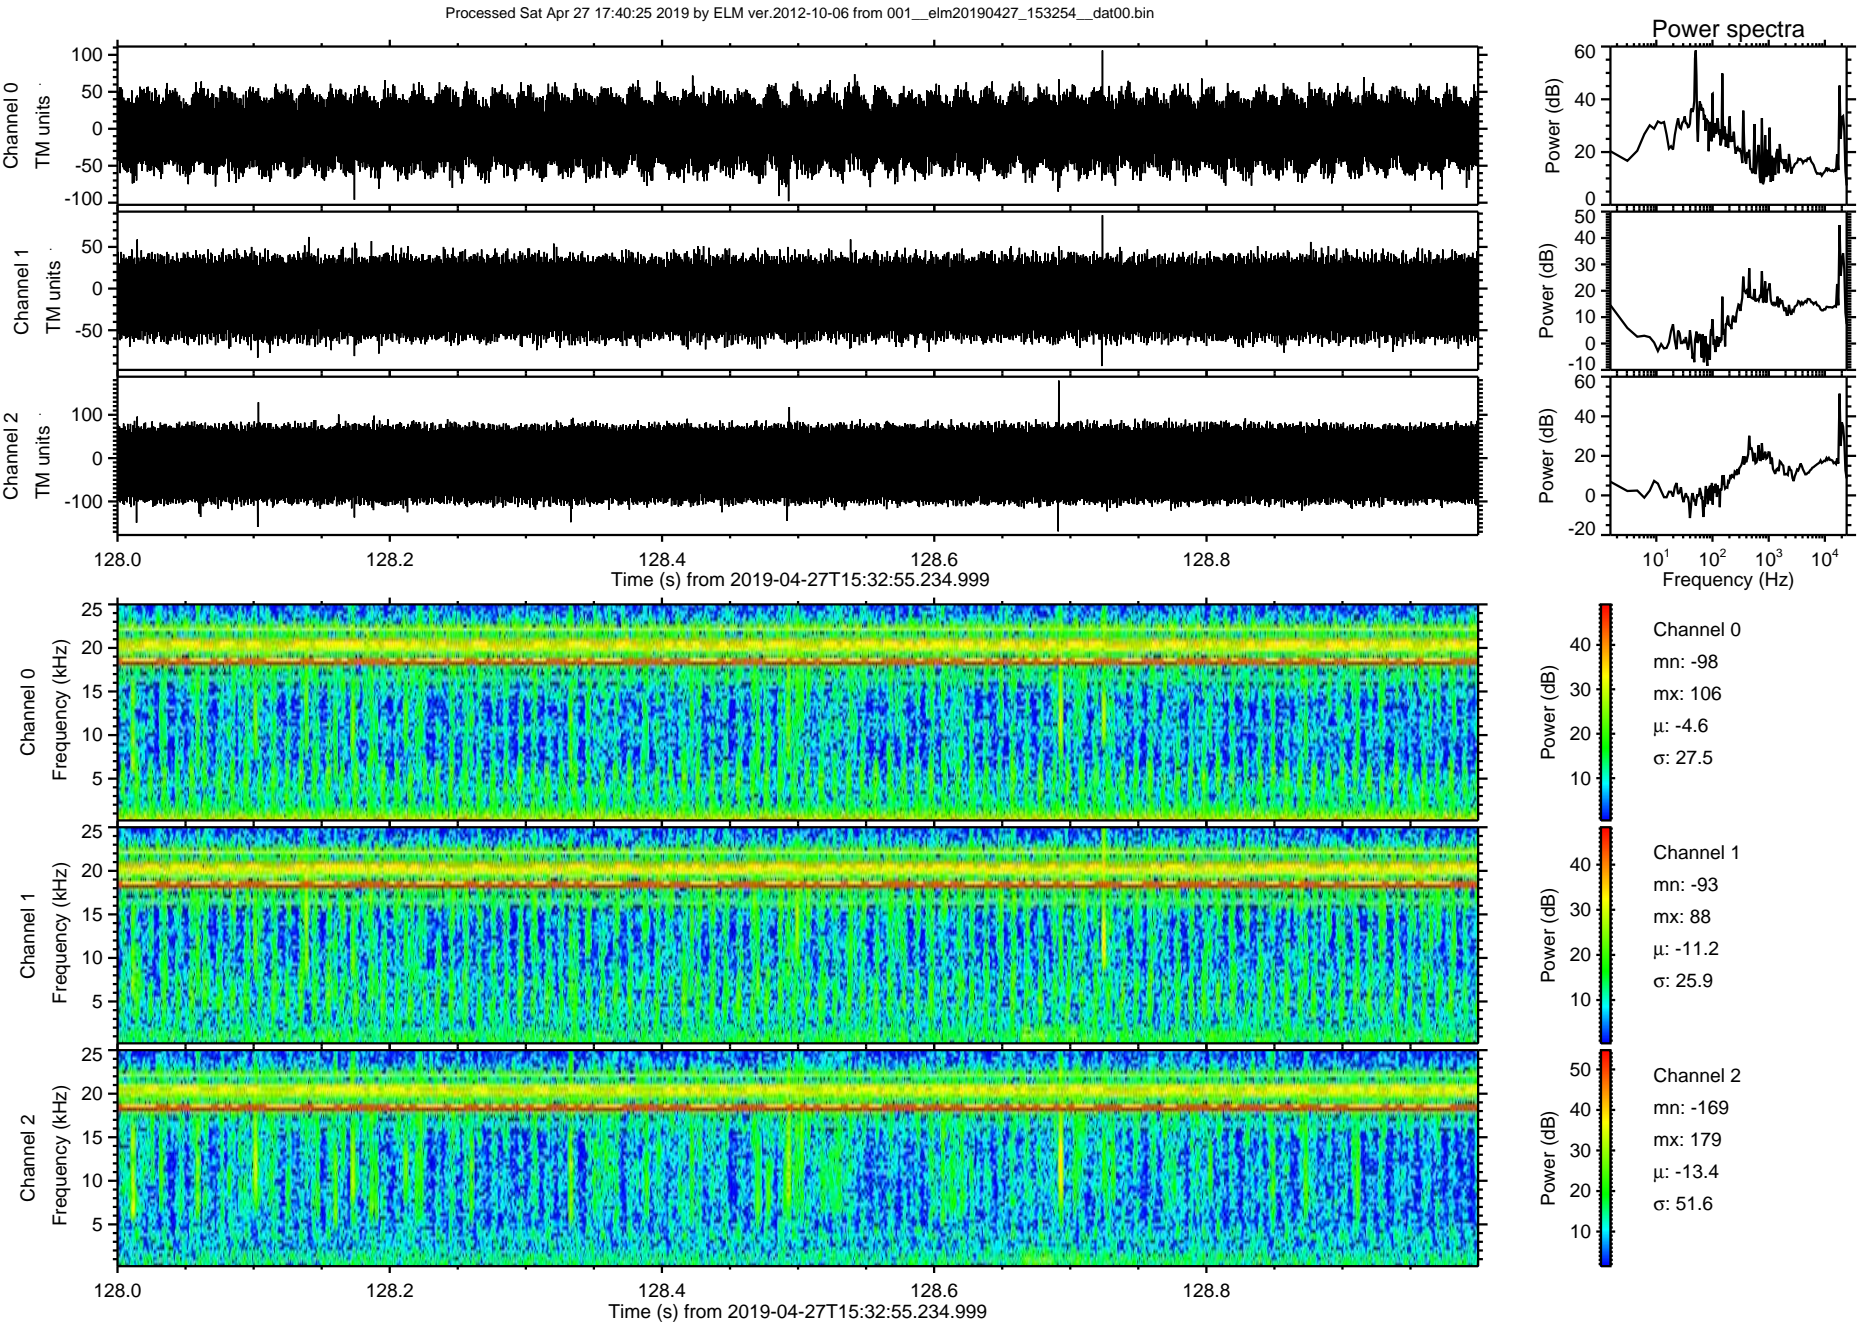 Processed Sat Apr 27 17:40:25 2019 by ELM ver.2012-10-06 from 001__elm20190427_153254__dat00.bin
Power spectra
Channel 0
TM units
100
50
0
-50
-100
Power (dB)
60
40
20
0
Channel 1
TM units
50
0
-50
Power (dB)
50
40
30
20
10
0
-10
Channel 2
TM units
100
0
-100
Power (dB)
60
40
20
0
-20
128.0 128.2 128.4 128.6 128.8
Time (s) from 2019-04-27T15:32:55.234.999
10¹ 10² 10³ 10⁴
Frequency (Hz)
Channel 0
Frequency (kHz)
25
20
15
10
5
Power (dB)
40
30
20
10
Channel 0
mn: -98
mx: 106
μ: -4.6
σ: 27.5
Channel 1
Frequency (kHz)
25
20
15
10
5
Power (dB)
40
30
20
10
Channel 1
mn: -93
mx: 88
μ: -11.2
σ: 25.9
Channel 2
Frequency (kHz)
25
20
15
10
5
Power (dB)
50
40
30
20
10
Channel 2
mn: -169
mx: 179
μ: -13.4
σ: 51.6
128.0 128.2 128.4 128.6 128.8
Time (s) from 2019-04-27T15:32:55.234.999